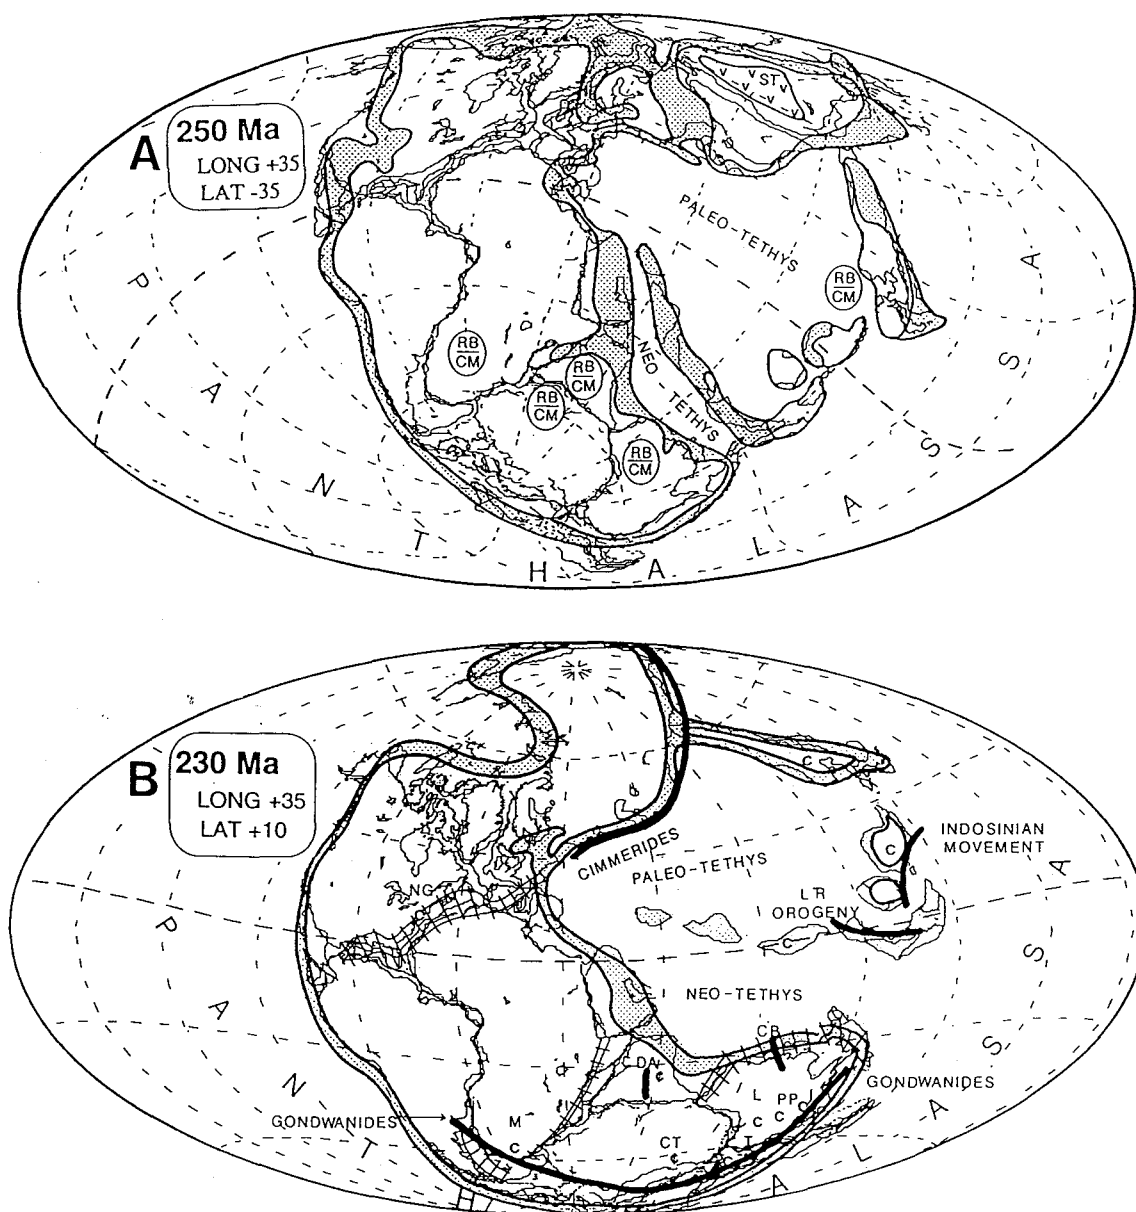 A
250 Ma
LONG +35
LAT -35
ST
V V V V V V V
PALEO-TETHYS
RB
CM
RB
CM
RB
CM
RB
CM
RB
CM
NEO
TETHYS
P A N T H A L A S S A
B
230 Ma
LONG +35
LAT +10
C
INDOSINIAN
MOVEMENT
C
CIMMERIDES
PALEO-TETHYS
NG
OROGENY
C
NEO-TETHYS
CB
DA
¢
GONDWANIDES
L PP
C C C
T
GONDWANIDES
M
C
CT
¢
P A N T A L A S S A